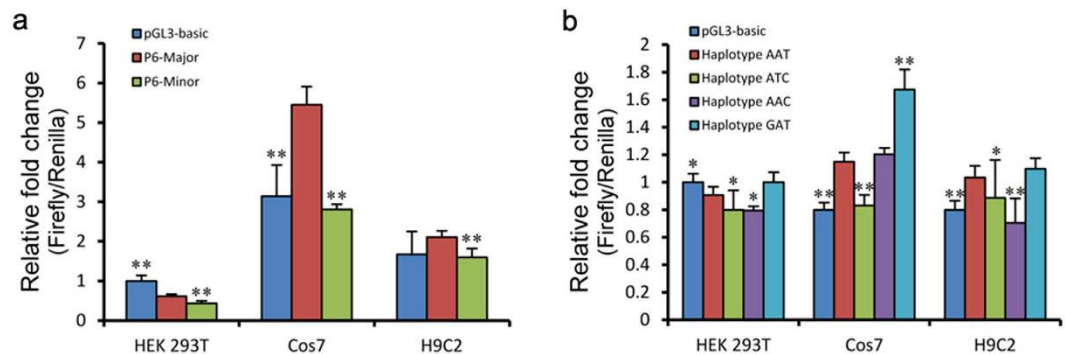 a
pGL3-basic
P6-Major
P6-Minor
Relative fold change
(Firefly/Renilla)
7
6
5
4
3
2
1
0
**
**
**
**
**
HEK 293T
Cos7
H9C2
b
pGL3-basic
Haplotype AAT
Haplotype ATC
Haplotype AAC
Haplotype GAT
Relative fold change
(Firefly/Renilla)
2
1.8
1.6
1.4
1.2
1
0.8
0.6
0.4
0.2
0
*
*
*
**
**
**
**
*
**
HEK 293T
Cos7
H9C2